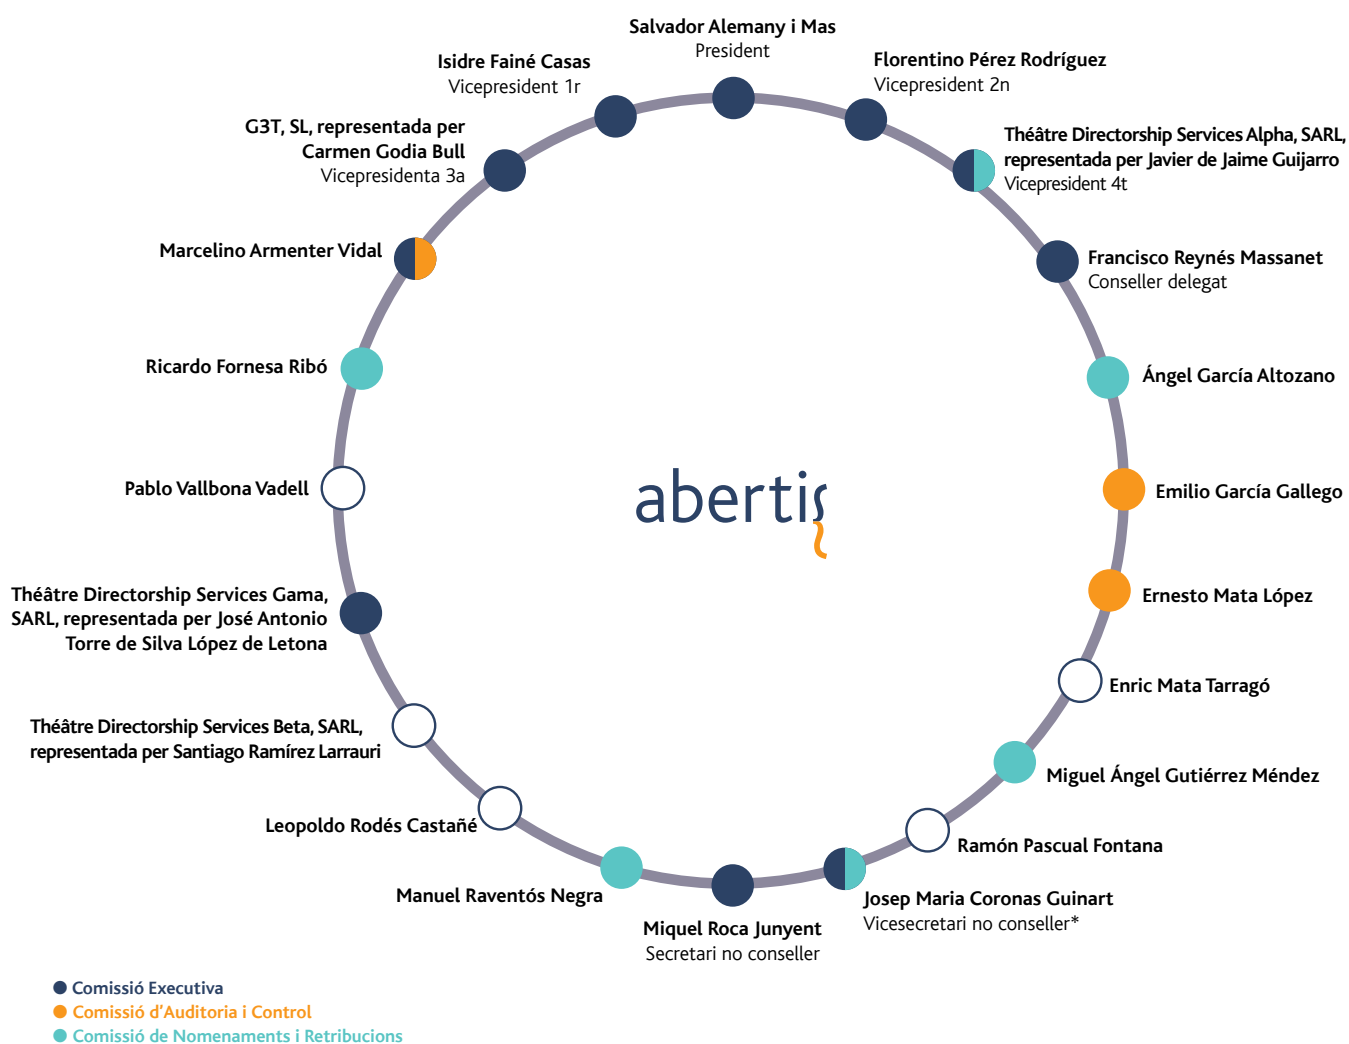 Salvador Alemany i Mas
President
Isidre Fainé Casas
Vicepresident 1r
Florentino Pérez Rodríguez
Vicepresident 2n
G3T, SL, representada per
Carmen Godia Bull
Vicepresidenta 3a
Théâtre Directorship Services Alpha, SARL,
representada per Javier de Jaime Guijarro
Vicepresident 4t
Marcelino Armenter Vidal
Francisco Reynés Massanet
Conseller delegat
Ricardo Fornesa Ribó
Ángel García Altozano
Pablo Vallbona Vadell
abertis
Emilio García Gallego
Théâtre Directorship Services Gama,
SARL, representada per José Antonio
Torre de Silva López de Letona
Ernesto Mata López
Enric Mata Tarragó
Théâtre Directorship Services Beta, SARL,
representada per Santiago Ramírez Larrauri
Miguel Ángel Gutiérrez Méndez
Leopoldo Rodés Castañé
Ramón Pascual Fontana
Manuel Raventós Negra
Josep Maria Coronas Guinart
Vicesecretari no conseller*
Miquel Roca Junyent
Secretari no conseller
Comissió Executiva
Comissió d'Auditoria i Control
Comissió de Nomenaments i Retribucions